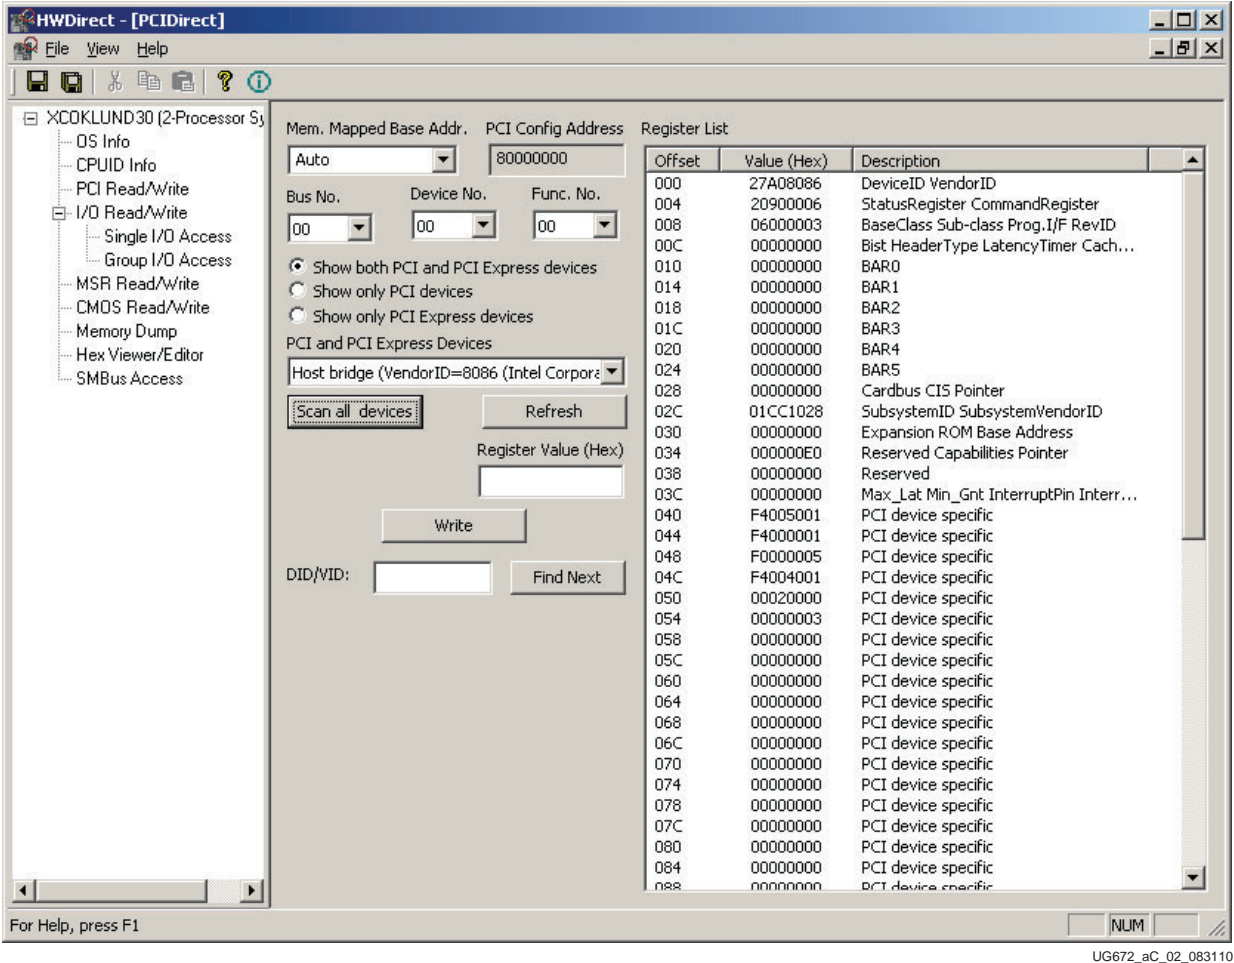 HWDirect - [PCIDirect]
File View Help
XCOKLUND30 (2-Processor Sy
OS Info
CPUID Info
PCI Read/Write
I/O Read/Write
Single I/O Access
Group I/O Access
MSR Read/Write
CMOS Read/Write
Memory Dump
Hex Viewer/Editor
SMBus Access
Mem. Mapped Base Addr. PCI Config Address
Auto 80000000
Bus No. Device No. Func. No.
00 00 00
Show both PCI and PCI Express devices
Show only PCI devices
Show only PCI Express devices
PCI and PCI Express Devices
Host bridge (VendorID=8086 (Intel Corpora
Scan all devices Refresh
Register Value (Hex)
Write
DID/VID: Find Next
Register List
Offset Value (Hex) Description
000 27A08086 DeviceID VendorID
004 20900006 StatusRegister CommandRegister
008 06000003 BaseClass Sub-class Prog.I/F RevID
00C 00000000 Bist HeaderType LatencyTimer Cach...
010 00000000 BAR0
014 00000000 BAR1
018 00000000 BAR2
01C 00000000 BAR3
020 00000000 BAR4
024 00000000 BAR5
028 00000000 Cardbus CIS Pointer
02C 01CC1028 SubsystemID SubsystemVendorID
030 00000000 Expansion ROM Base Address
034 000000E0 Reserved Capabilities Pointer
038 00000000 Reserved
03C 00000000 Max_Lat Min_Gnt InterruptPin Interr...
040 F4005001 PCI device specific
044 F4000001 PCI device specific
048 F0000005 PCI device specific
04C F4004001 PCI device specific
050 00020000 PCI device specific
054 00000003 PCI device specific
058 00000000 PCI device specific
05C 00000000 PCI device specific
060 00000000 PCI device specific
064 00000000 PCI device specific
068 00000000 PCI device specific
06C 00000000 PCI device specific
070 00000000 PCI device specific
074 00000000 PCI device specific
078 00000000 PCI device specific
07C 00000000 PCI device specific
080 00000000 PCI device specific
084 00000000 PCI device specific
088 00000000 PCI device specific
For Help, press F1 NUM
UG672_aC_02_083110